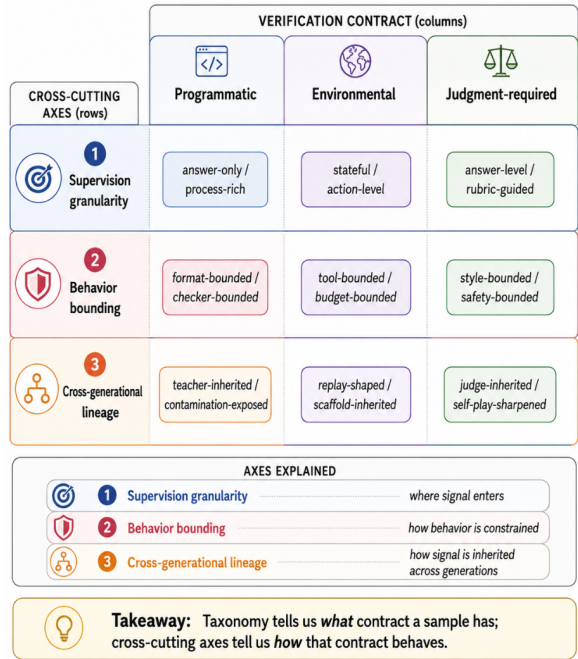 VERIFICATION CONTRACT (columns)
</>
Programmatic
Environmental
Judgment-required
CROSS-CUTTING
AXES (rows)
1
Supervision
granularity
answer-only /
process-rich
stateful /
action-level
answer-level /
rubric-guided
2
Behavior
bounding
format-bounded /
checker-bounded
tool-bounded /
budget-bounded
style-bounded /
safety-bounded
3
Cross-generational
lineage
teacher-inherited /
contamination-exposed
replay-shaped /
scaffold-inherited
judge-inherited /
self-play-sharpened
AXES EXPLAINED
1 Supervision granularity where signal enters
2 Behavior bounding how behavior is constrained
3 Cross-generational lineage how signal is inherited
across generations
Takeaway: Taxonomy tells us what contract a sample has;
cross-cutting axes tell us how that contract behaves.